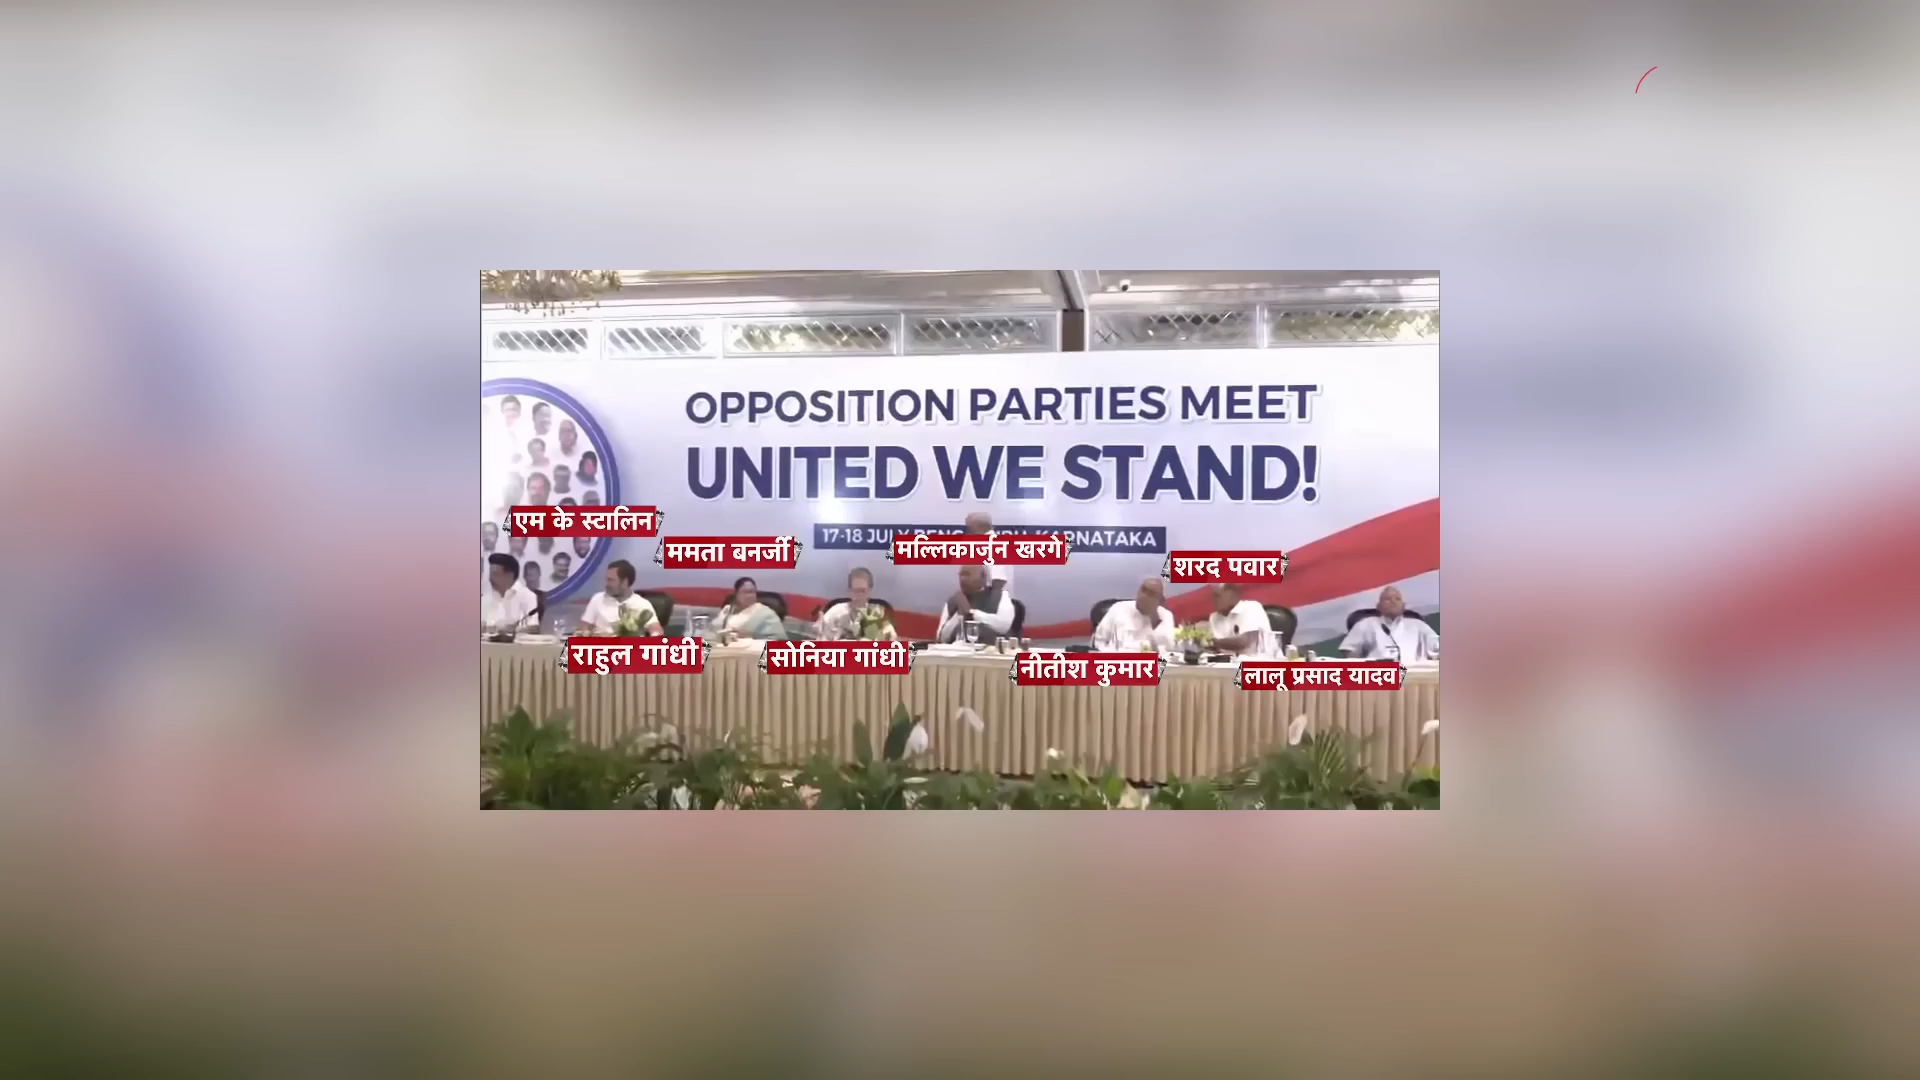 OPPOSITION PARTIES MEET
UNITED WE STAND!
17-18 JULY KARNATAKA
एम के स्टालिन
ममता बनर्जी
मल्लिकार्जुन खरगे
शरद पवार
राहुल गांधी
सोनिया गांधी
नीतीश कुमार
लालू प्रसाद यादव